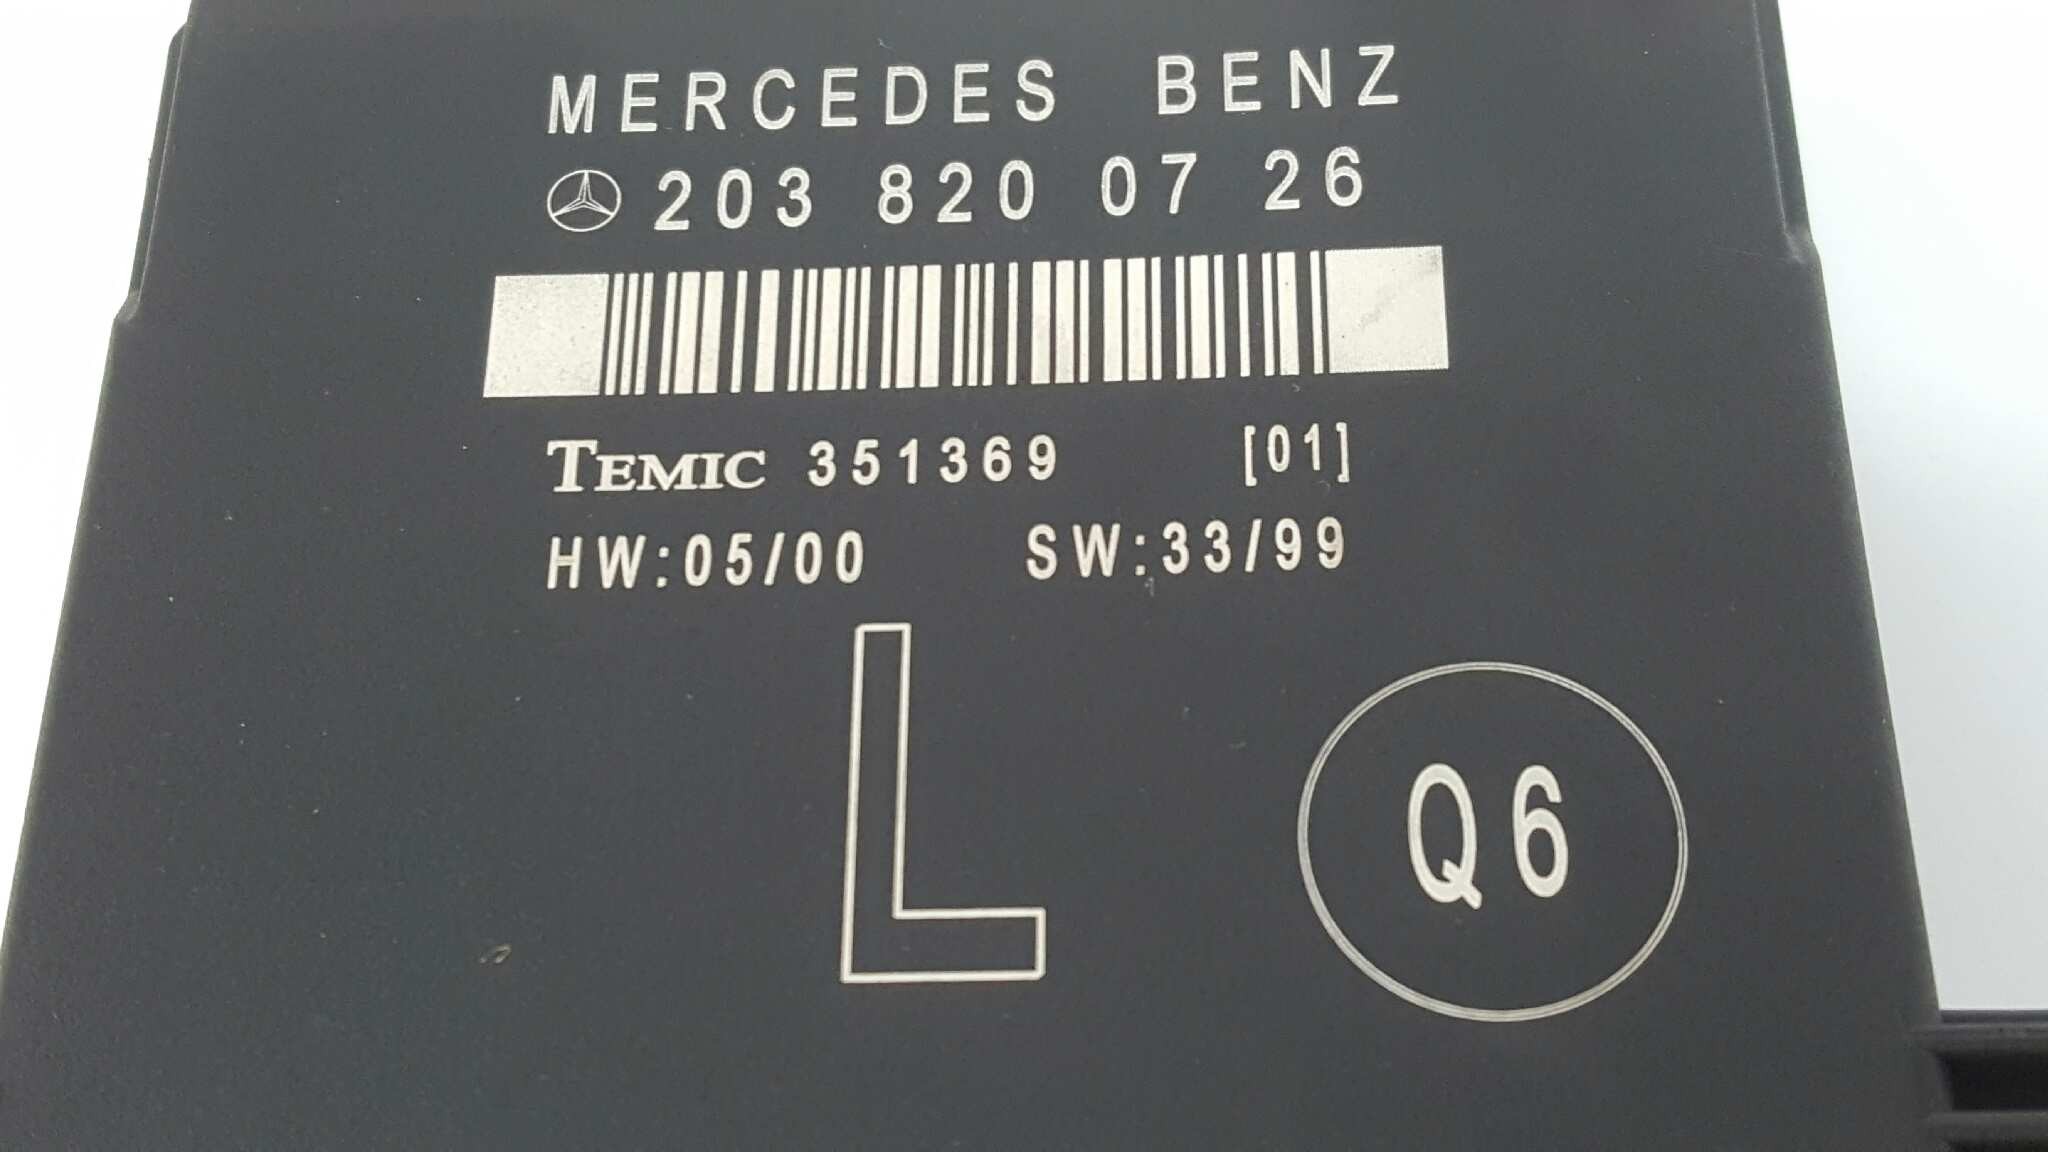 MERCEDES BENZ
203 820 07 26
TEMIC 351369 [01]
HW:05/00 SW:33/99
L
Q6